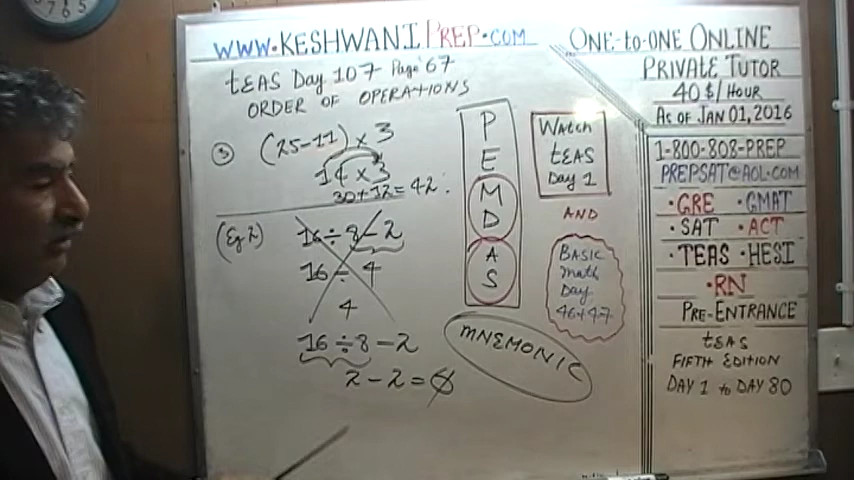 WWW.KESHWANIPREP.COM
tEAS Day 107 Page 67
ORDER OF OPERATIONS
③ (25-11) x 3
14 x 3
30+12=42.
(Eg 2) 16 ÷ 8 - 2
16 ÷ 4
4
16 ÷ 8 - 2
2 - 2 = 0
P
E
M
D
A
S
MNEMONIC
WATCH
tEAS
Day 1
AND
BASIC
math
Day
46+47
ONE-to-ONE ONLINE
PRIVATE TUTOR
40$/HOUR
AS OF JAN 01, 2016
1-800-808-PREP
PREPSAT@AOL.COM
•GRE •GMAT
•SAT •ACT
•TEAS •HESI
•RN
PRE-ENTRANCE
tEAS
FIFTH EDITION
DAY 1 to DAY 80
7 6 5